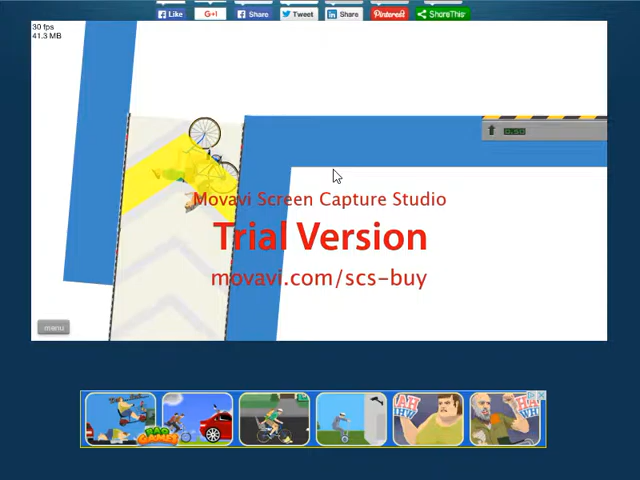 Like
G+1
Share
Tweet
Share
Pinterest
ShareThis
30 fps
41.3 MB
Movavi Screen Capture Studio
Trial Version
movavi.com/scs-buy
menu